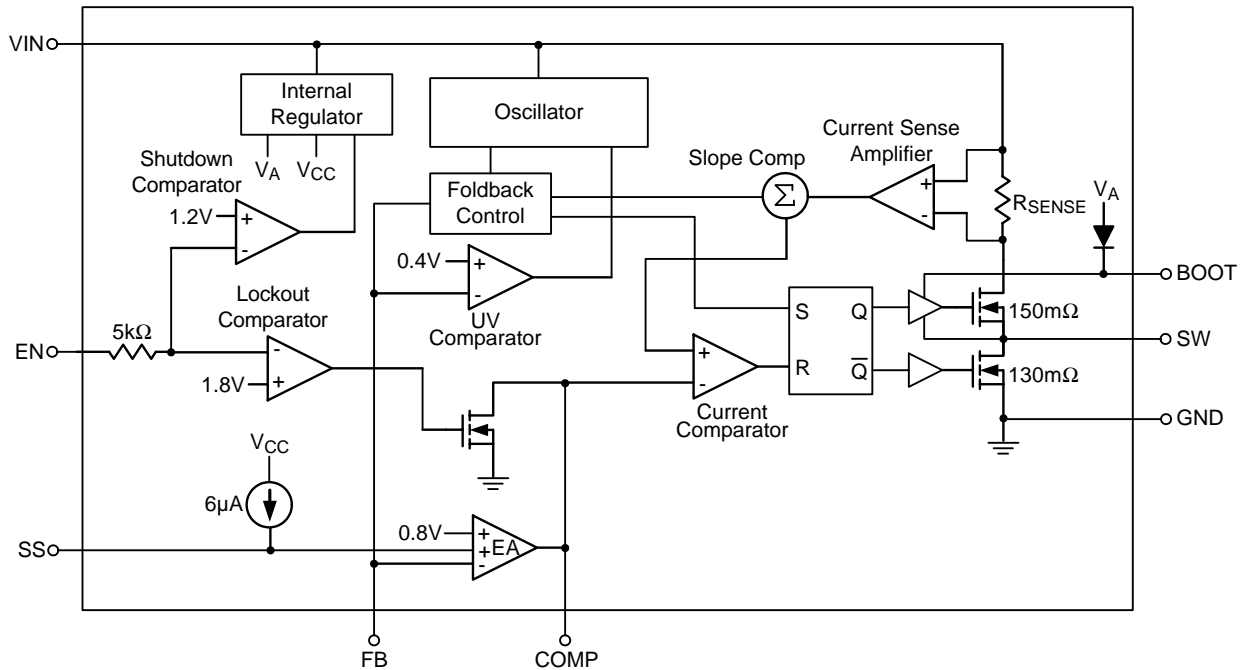 VIN
Internal
Regulator
Oscillator
Current Sense
Amplifier
Slope Comp
Shutdown
Comparator
VA
VCC
Foldback
Control
Σ
+
-
RSENSE
VA
1.2V
+
-
0.4V
+
-
BOOT
Lockout
Comparator
UV
Comparator
S
Q
150mΩ
EN
5kΩ
-
+
1.8V
SW
+
-
R
Q̅
130mΩ
Current
Comparator
GND
VCC
6µA
0.8V
+
+
-
EA
SS
FB
COMP